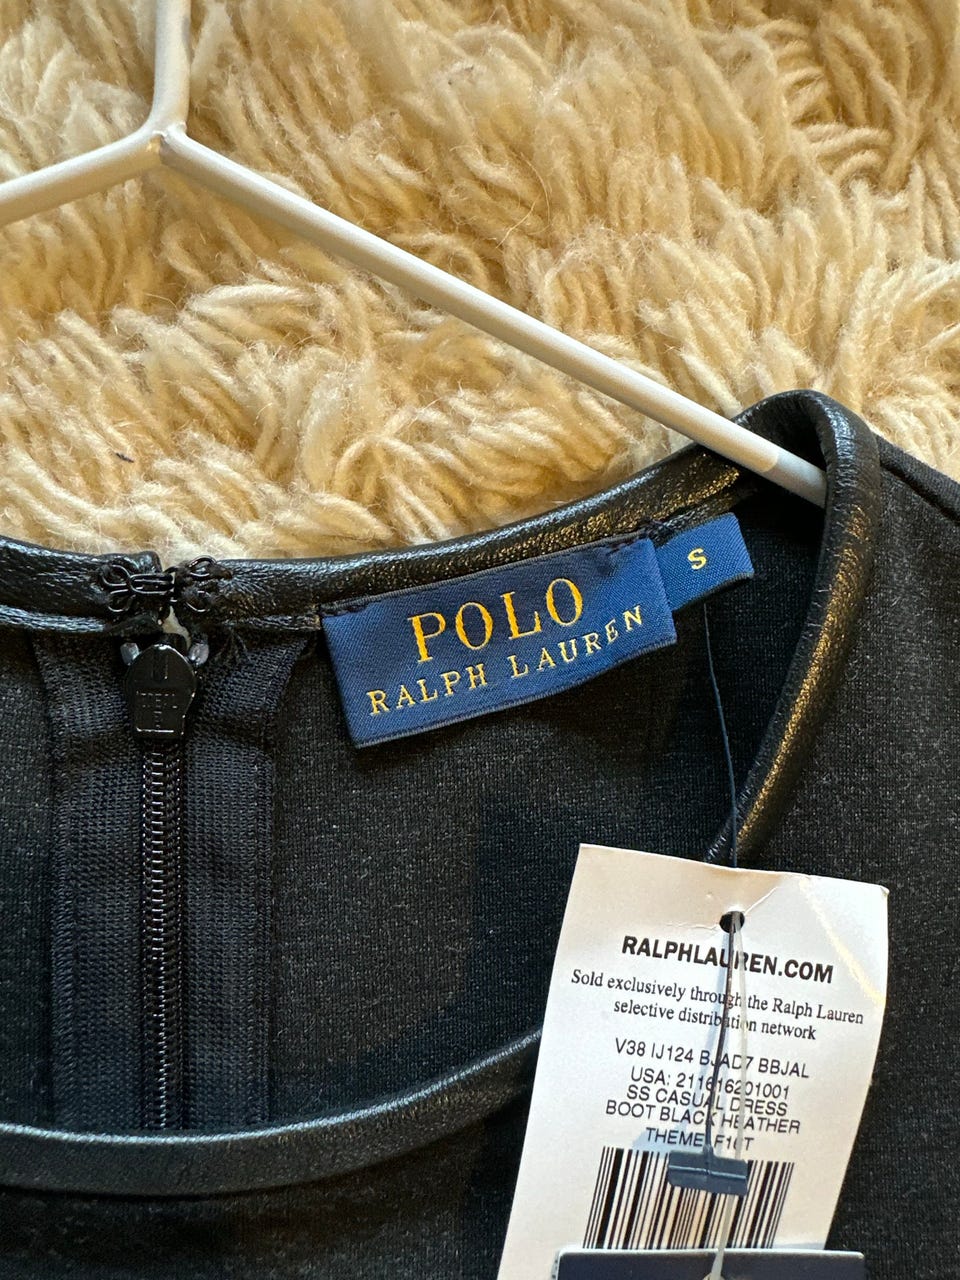 POLO
RALPH LAUREN
S
RALPHLAUREN.COM
Sold exclusively through the Ralph Lauren
selective distribution network
V38 IJ124 BJAD7 BBJAL
USA: 211616201001
SS CASUAL DRESS
BOOT BLACK HEATHER
THEME: